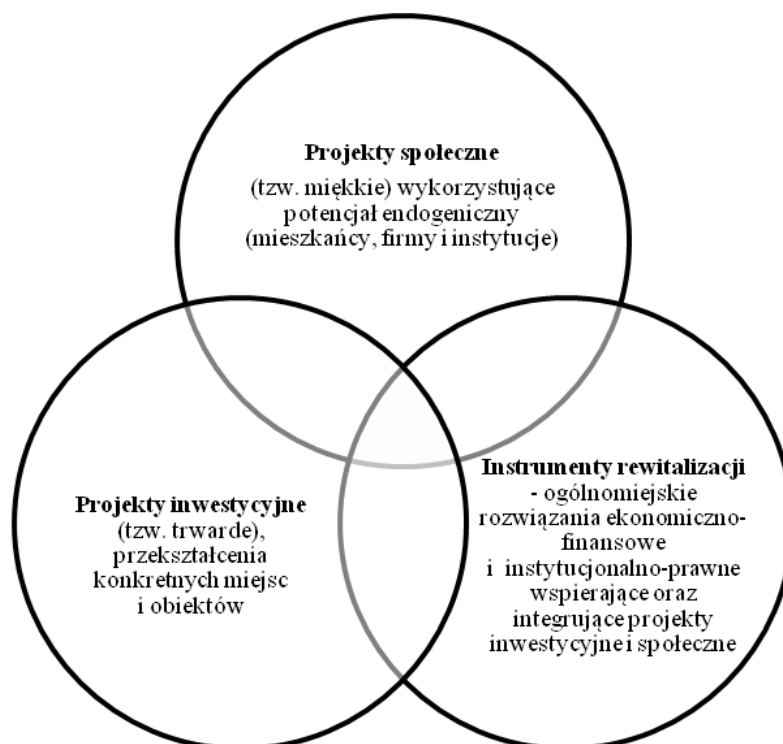 Projekty społeczne
(tzw. miękkie) wykorzystujące
potencjał endogeniczny
(mieszkańcy, firmy i instytucje)
Projekty inwestycyjne
(tzw. trwarde),
przekształcenia
konkretnych miejsc
i obiektów
Instrumenty rewitalizacji
- ogólnomiejskie
rozwiązania ekonomiczno-
finansowe
i instytucjonalno-prawne
wspierające oraz
integrujące projekty
inwestycyjne i społeczne